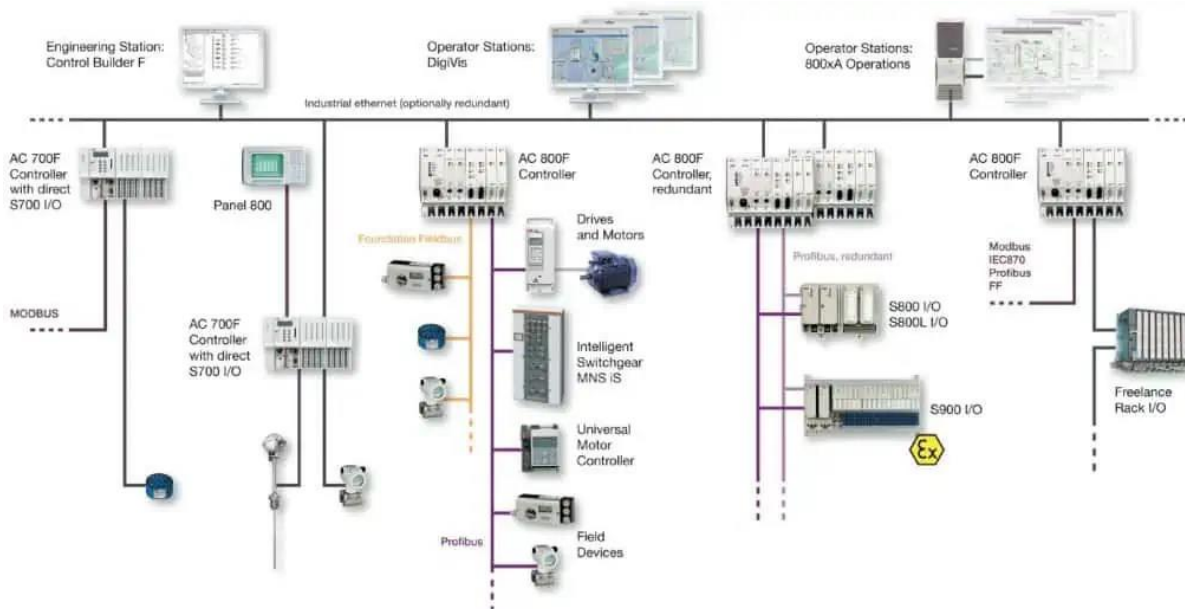 Engineering Station:
Control Builder F
Operator Stations:
DigiVis
Operator Stations:
800xA Operations
Industrial ethernet (optionally redundant)
AC 700F
Controller
with direct
S700 I/O
Panel 800
AC 800F
Controller
AC 800F
Controller,
redundant
AC 800F
Controller
Foundation Fieldbus
Drives
and Motors
Profibus, redundant
Modbus
IEC870
Profibus
FF
MODBUS
AC 700F
Controller
with direct
S700 I/O
S800 I/O
S800L I/O
Intelligent
Switchgear
MNS iS
Freelance
Rack I/O
S900 I/O
Ex
Universal
Motor
Controller
Profibus
Field
Devices